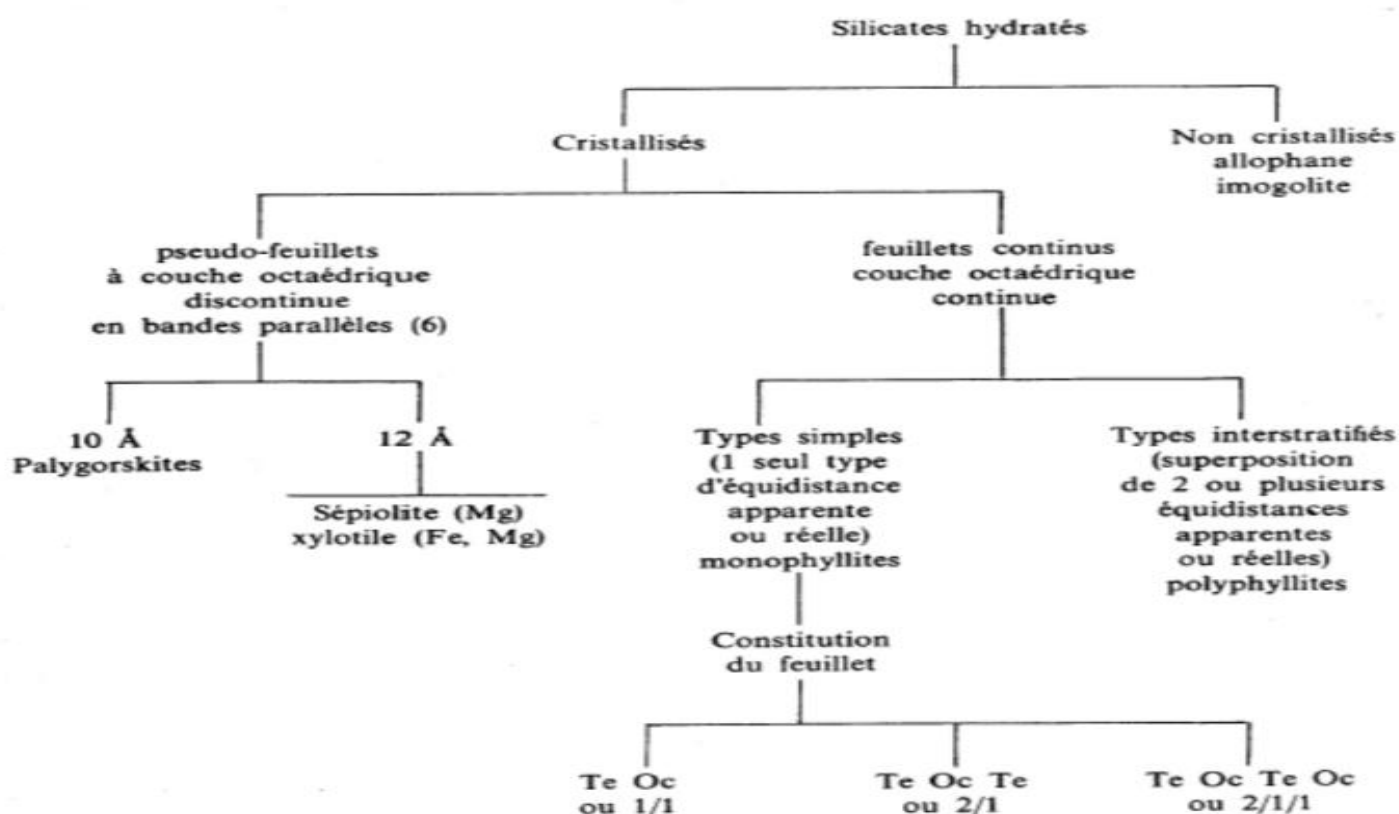 Silicates hydratés
Cristallisés
Non cristallisés
allophane
imogolite
pseudo-feuillets
à couche octaédrique
discontinue
en bandes parallèles (6)
feuillets continus
couche octaédrique
continue
10 Å
Palygorskites
12 Å
Sépiolite (Mg)
xylotile (Fe, Mg)
Types simples
(1 seul type
d'équidistance
apparente
ou réelle)
monophyllites
Types interstratifiés
(superposition
de 2 ou plusieurs
équidistances
apparentes
ou réelles)
polyphyllites
Constitution
du feuillet
Te Oc
ou 1/1
Te Oc Te
ou 2/1
Te Oc Te Oc
ou 2/1/1